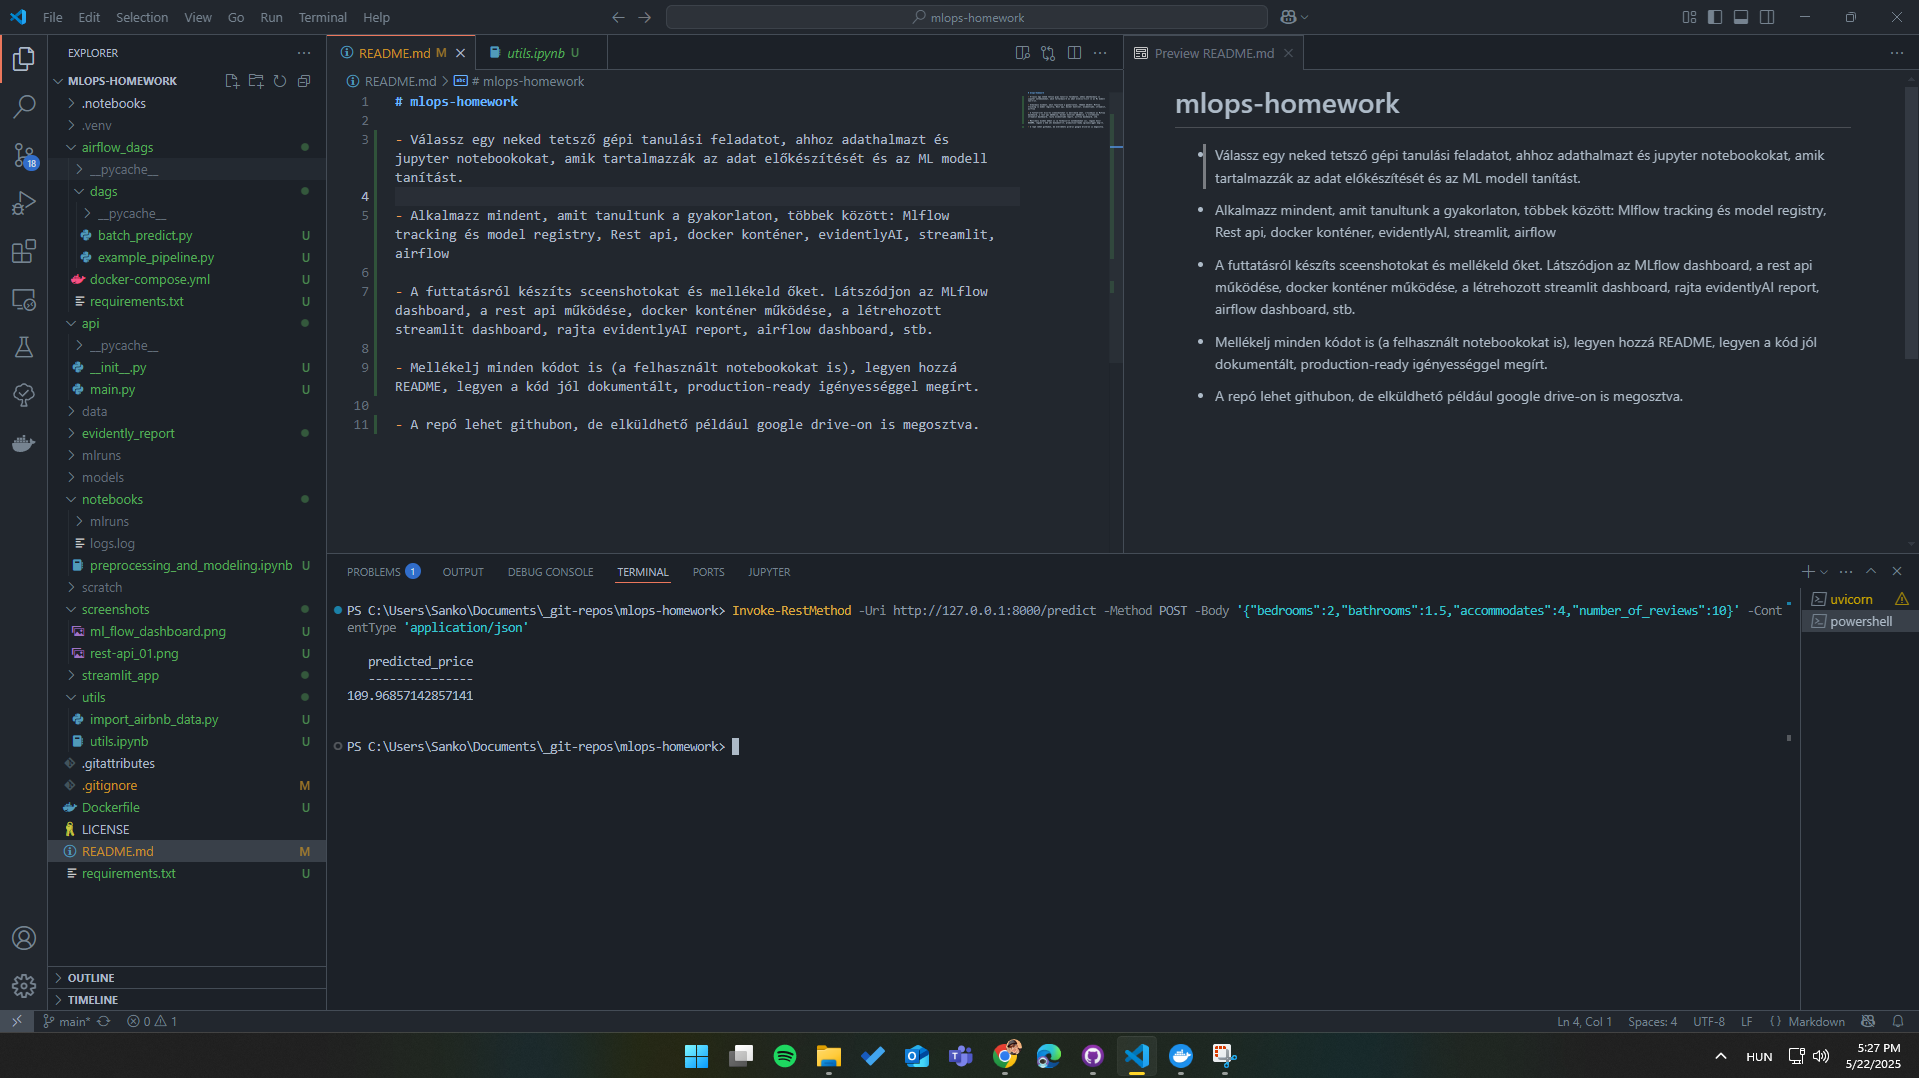 File Edit Selection View Go Run Terminal Help
mlops-homework
EXPLORER
MLOPS-HOMEWORK
.notebooks
.venv
airflow_dags
__pycache__
dags
__pycache__
batch_predict.py U
example_pipeline.py U
docker-compose.yml U
requirements.txt U
api
__pycache__
__init__.py U
main.py U
data
evidently_report
mlruns
models
notebooks
mlruns
logs.log
preprocessing_and_modeling.ipynb U
scratch
screenshots
ml_flow_dashboard.png U
rest-api_01.png U
streamlit_app
utils
import_airbnb_data.py U
utils.ipynb U
.gitattributes
.gitignore M
Dockerfile U
LICENSE
README.md M
requirements.txt U
OUTLINE
TIMELINE
18
README.md M
utils.ipynb U
README.md > # mlops-homework
1 # mlops-homework
2
3 - Válassz egy neked tetsző gépi tanulási feladatot, ahhoz adathalmazt és
jupyter notebookokat, amik tartalmazzák az adat előkészítését és az ML modell
tanítást.
4
5 - Alkalmazz mindent, amit tanultunk a gyakorlaton, többek között: Mlflow
tracking és model registry, Rest api, docker konténer, evidentlyAI, streamlit,
airflow
6
7 - A futtatásról készíts sceenshotokat és mellékeld őket. Látszódjon az MLflow
dashboard, a rest api működése, docker konténer működése, a létrehozott
streamlit dashboard, rajta evidentlyAI report, airflow dashboard, stb.
8
9 - Mellékelj minden kódot is (a felhasznált notebookokat is), legyen hozzá
README, legyen a kód jól dokumentált, production-ready igényességgel megírt.
10
11 - A repó lehet githubon, de elküldhető például google drive-on is megosztva.
Preview README.md
mlops-homework
• Válassz egy neked tetsző gépi tanulási feladatot, ahhoz adathalmazt és jupyter notebookokat, amik
tartalmazzák az adat előkészítését és az ML modell tanítást.
• Alkalmazz mindent, amit tanultunk a gyakorlaton, többek között: Mlflow tracking és model registry,
Rest api, docker konténer, evidentlyAI, streamlit, airflow
• A futtatásról készíts sceenshotokat és mellékeld őket. Látszódjon az MLflow dashboard, a rest api
működése, docker konténer működése, a létrehozott streamlit dashboard, rajta evidentlyAI report,
airflow dashboard, stb.
• Mellékelj minden kódot is (a felhasznált notebookokat is), legyen hozzá README, legyen a kód jól
dokumentált, production-ready igényességgel megírt.
• A repó lehet githubon, de elküldhető például google drive-on is megosztva.
PROBLEMS 1 OUTPUT DEBUG CONSOLE TERMINAL PORTS JUPYTER
PS C:\Users\Sanko\Documents\_git-repos\mlops-homework> Invoke-RestMethod -Uri http://127.0.0.1:8000/predict -Method POST -Body '{"bedrooms":2,"bathrooms":1.5,"accommodates":4,"number_of_reviews":10}' -Cont
entType 'application/json'
predicted_price
---------------
109.96857142857141
PS C:\Users\Sanko\Documents\_git-repos\mlops-homework>
uvicorn
powershell
main* 0 1
Ln 4, Col 1 Spaces: 4 UTF-8 LF {} Markdown
HUN
5:27 PM
5/22/2025